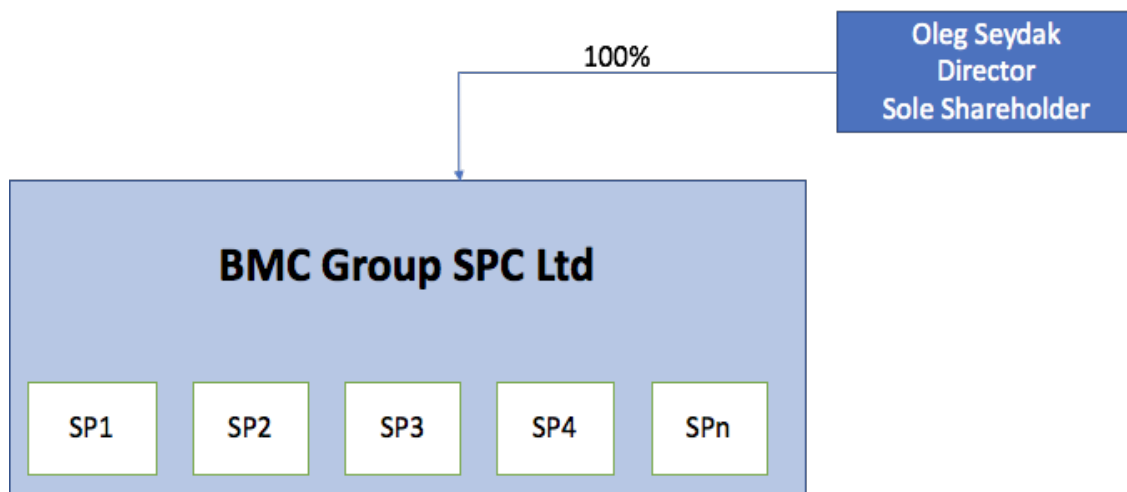 100%
Oleg Seydak
Director
Sole Shareholder
BMC Group SPC Ltd
SP1
SP2
SP3
SP4
SPn